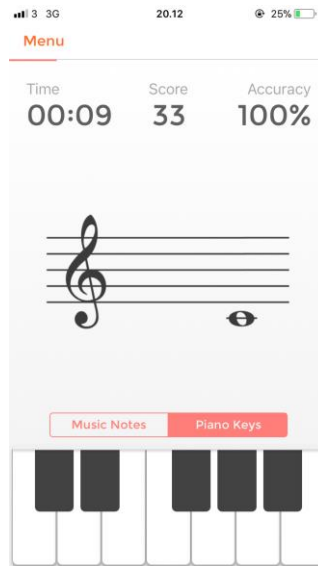 3 3G 20.12 25%
Menu
Time Score Accuracy
00:09 33 100%
Music Notes Piano Keys